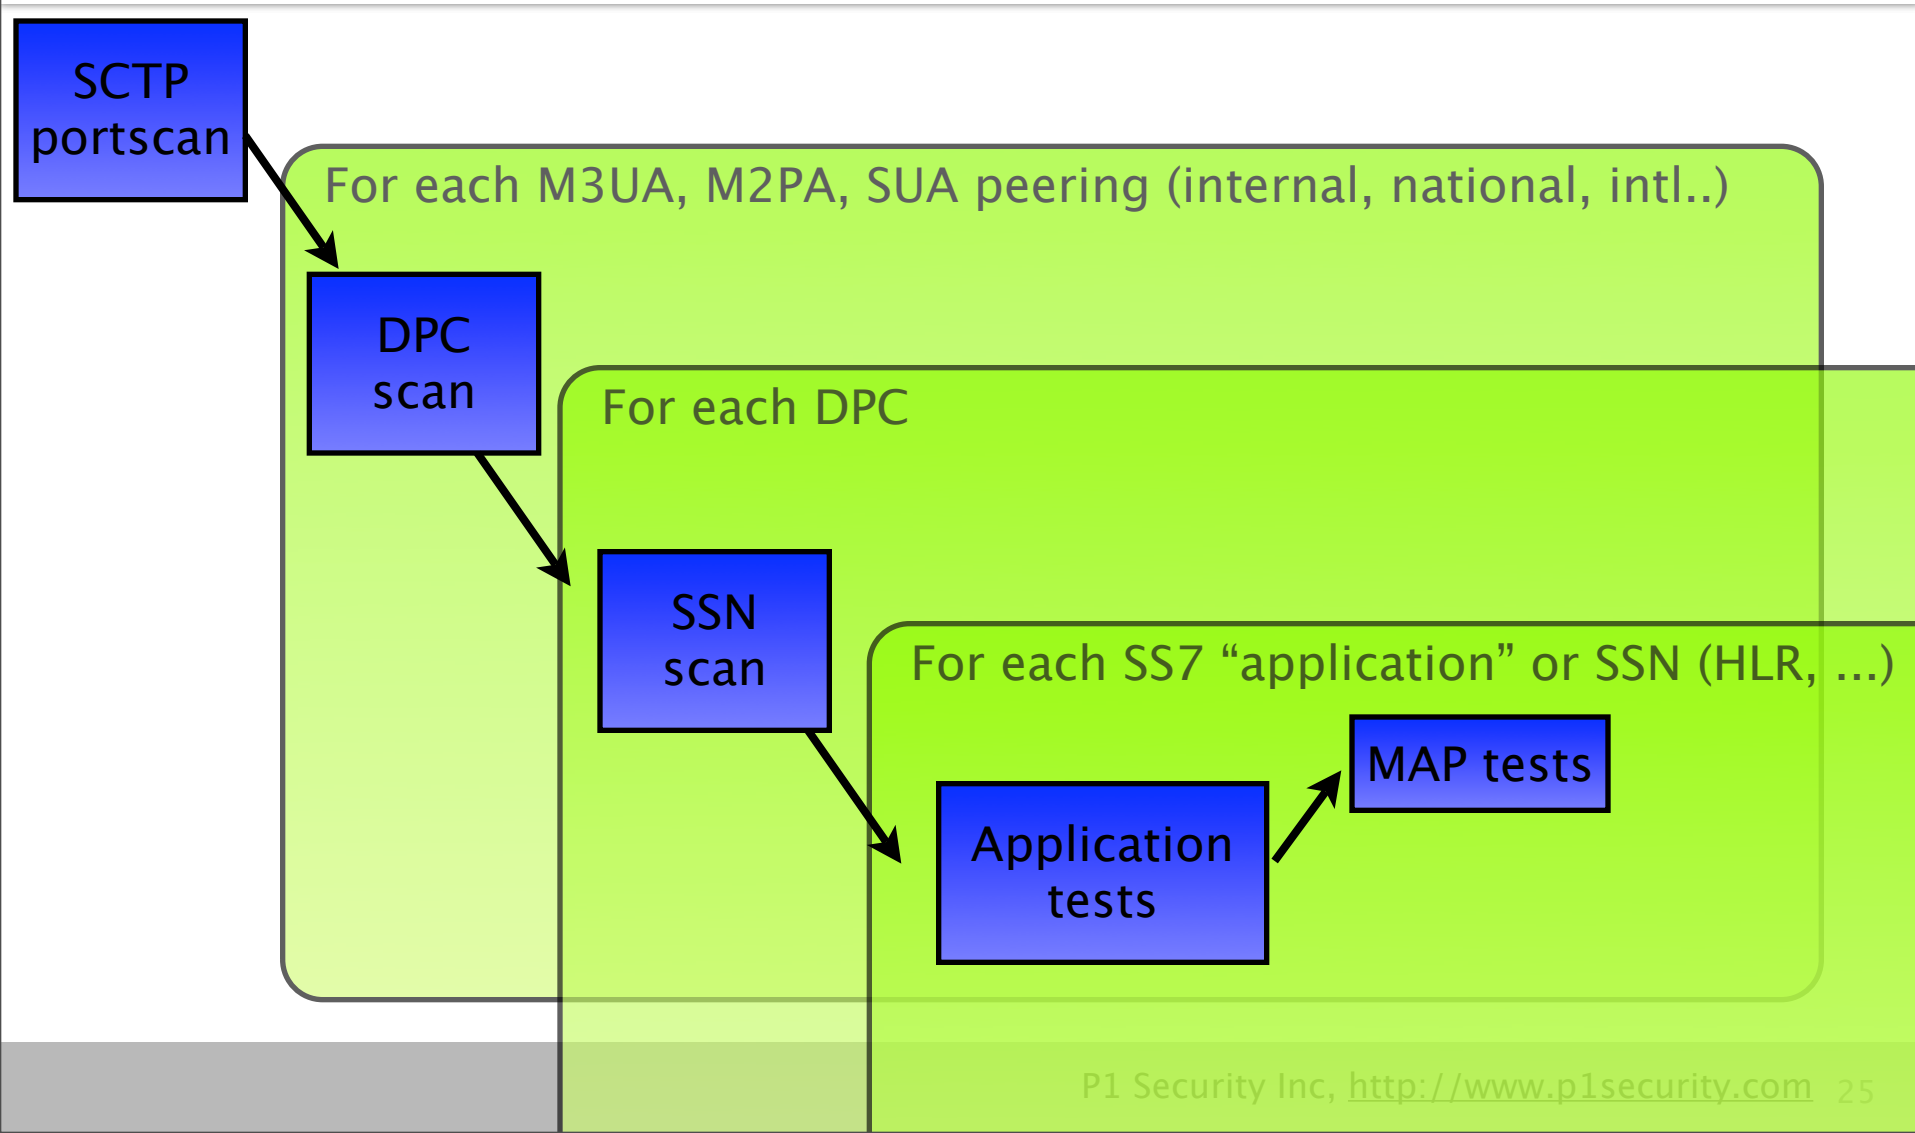 SCTP
portscan
For each M3UA, M2PA, SUA peering (internal, national, intl..)
DPC
scan
For each DPC
SSN
scan
For each SS7 “application” or SSN (HLR, ...)
MAP tests
Application
tests
P1 Security Inc, http://www.p1security.com 25